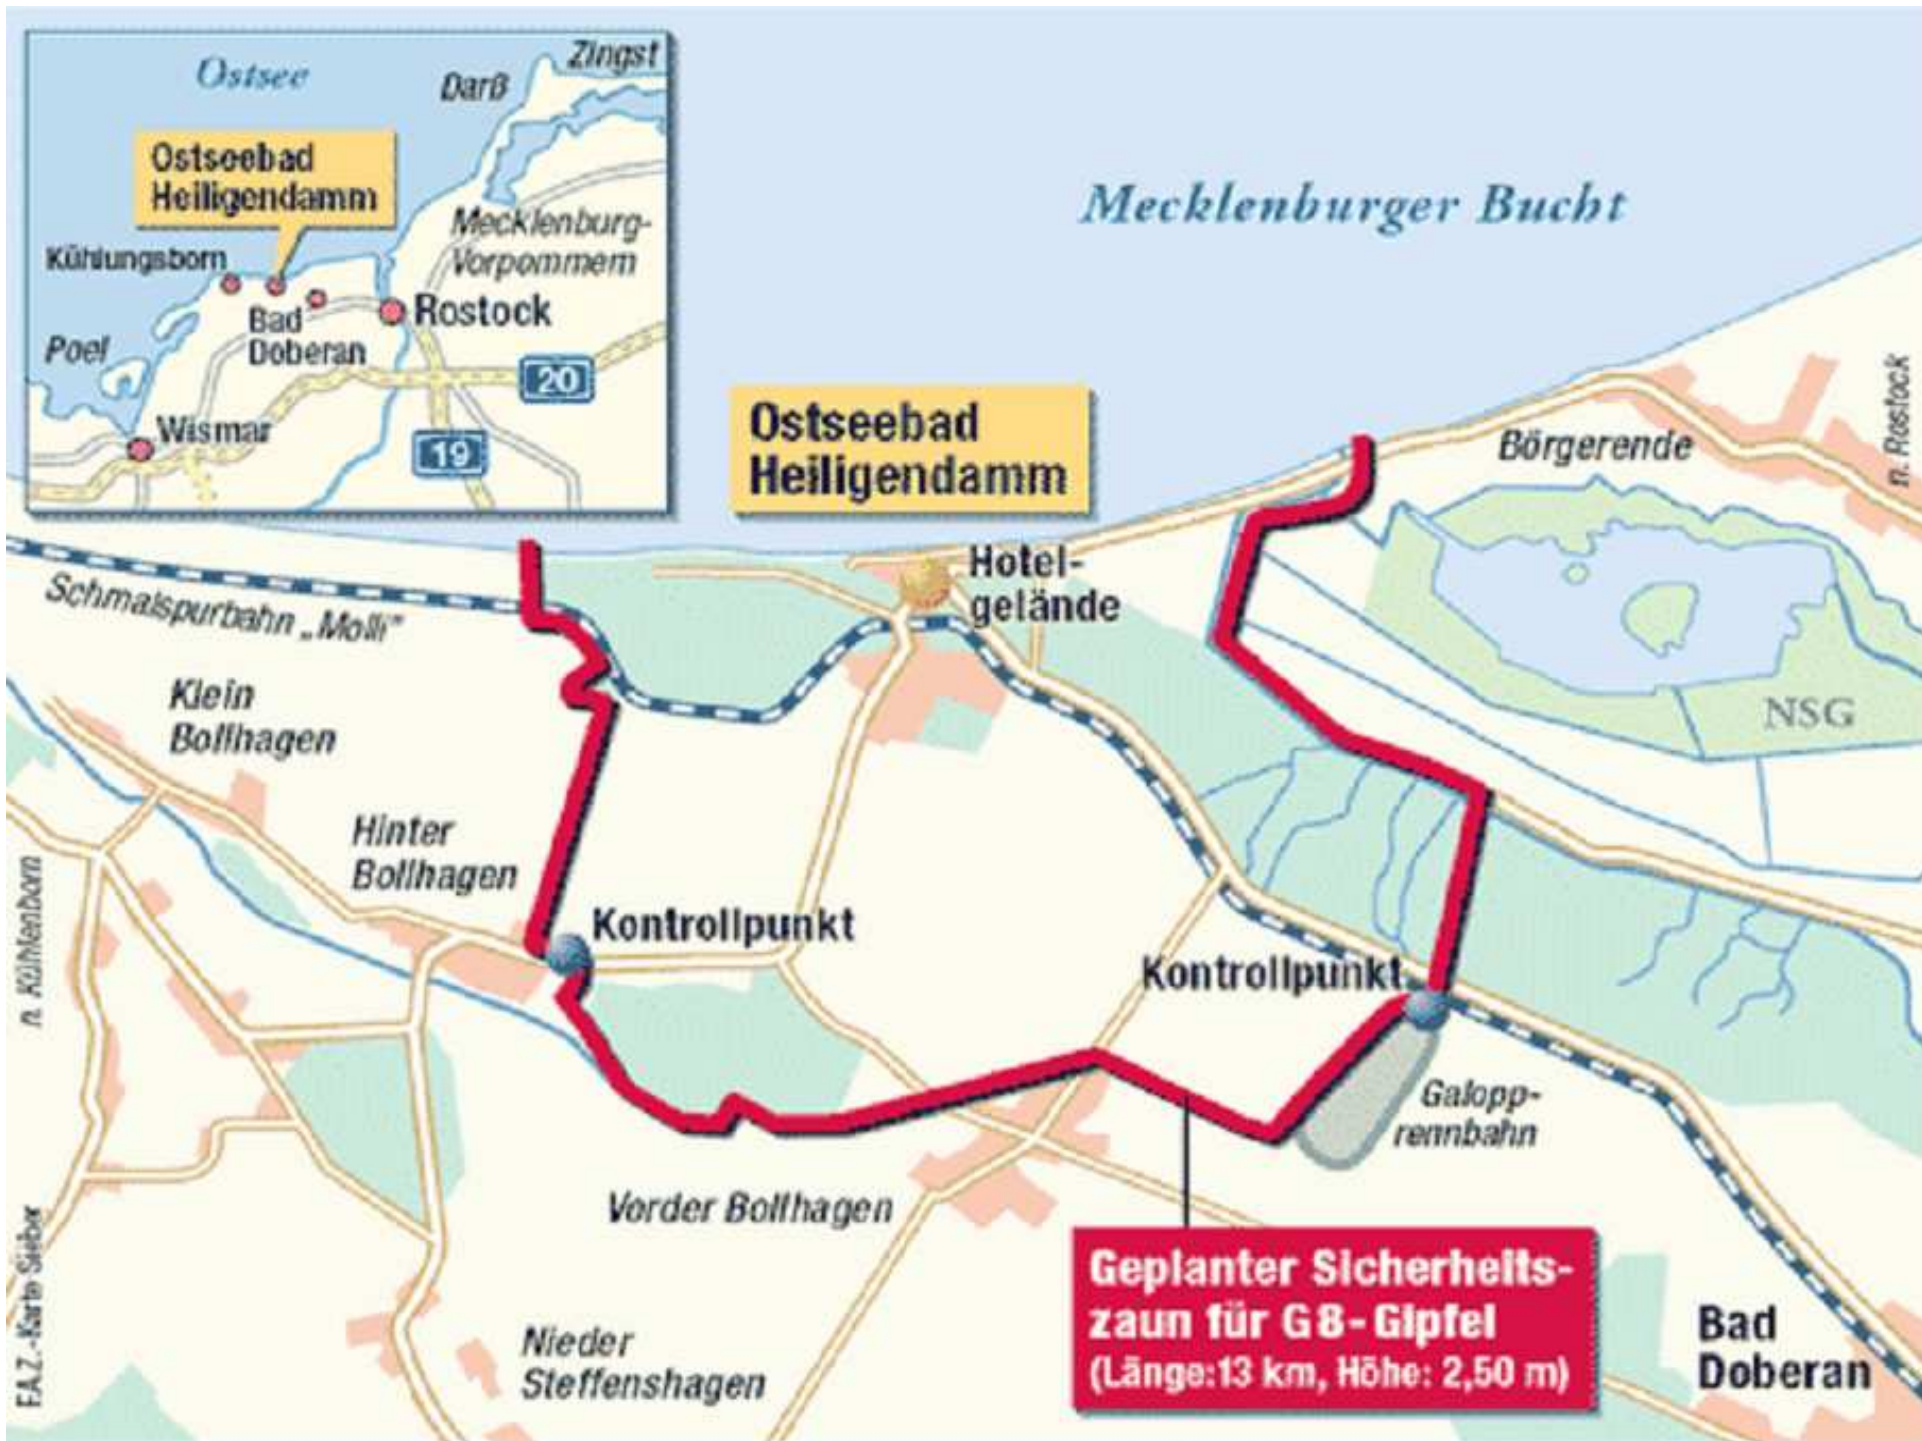 Ostsee
Zingst
Darß
Ostseebad
Heiligendamm
Mecklenburg-
Vorpommern
Kühlungsborn
Bad
Doberan
Rostock
Poel
20
Wismar
19
Mecklenburger Bucht
Ostseebad
Heiligendamm
Börgerende
n. Rostock
Hotel-
gelände
Schmalspurbahn „Molli“
NSG
Klein
Bollhagen
Hinter
Bollhagen
Kontrollpunkt
Kontrollpunkt
n. Kühlenborn
Galopp-
rennbahn
Vorder Bollhagen
Geplanter Sicherheits-
zaun für G8-Gipfel
(Länge:13 km, Höhe: 2,50 m)
Nieder
Steffenshagen
Bad
Doberan
F.A.Z.-Karte Sieber